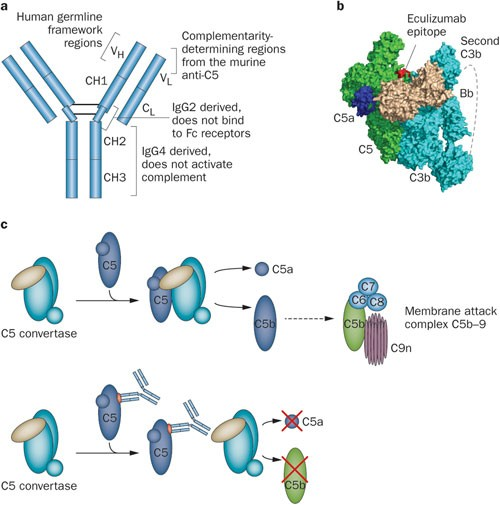 a
Human germline
framework
regions
VH
CH1
VL
Complementarity-
determining regions
from the murine
anti-C5
CL
IgG2 derived,
does not bind
to Fc receptors
CH2
IgG4 derived,
does not activate
complement
CH3
b
Eculizumab
epitope
Second
C3b
Bb
C5a
C5
C3b
c
C5
C5
C5a
C5b
C5 convertase
C7
C6
C8
C5b
C9n
Membrane attack
complex C5b–9
C5
C5
C5a
C5b
C5 convertase